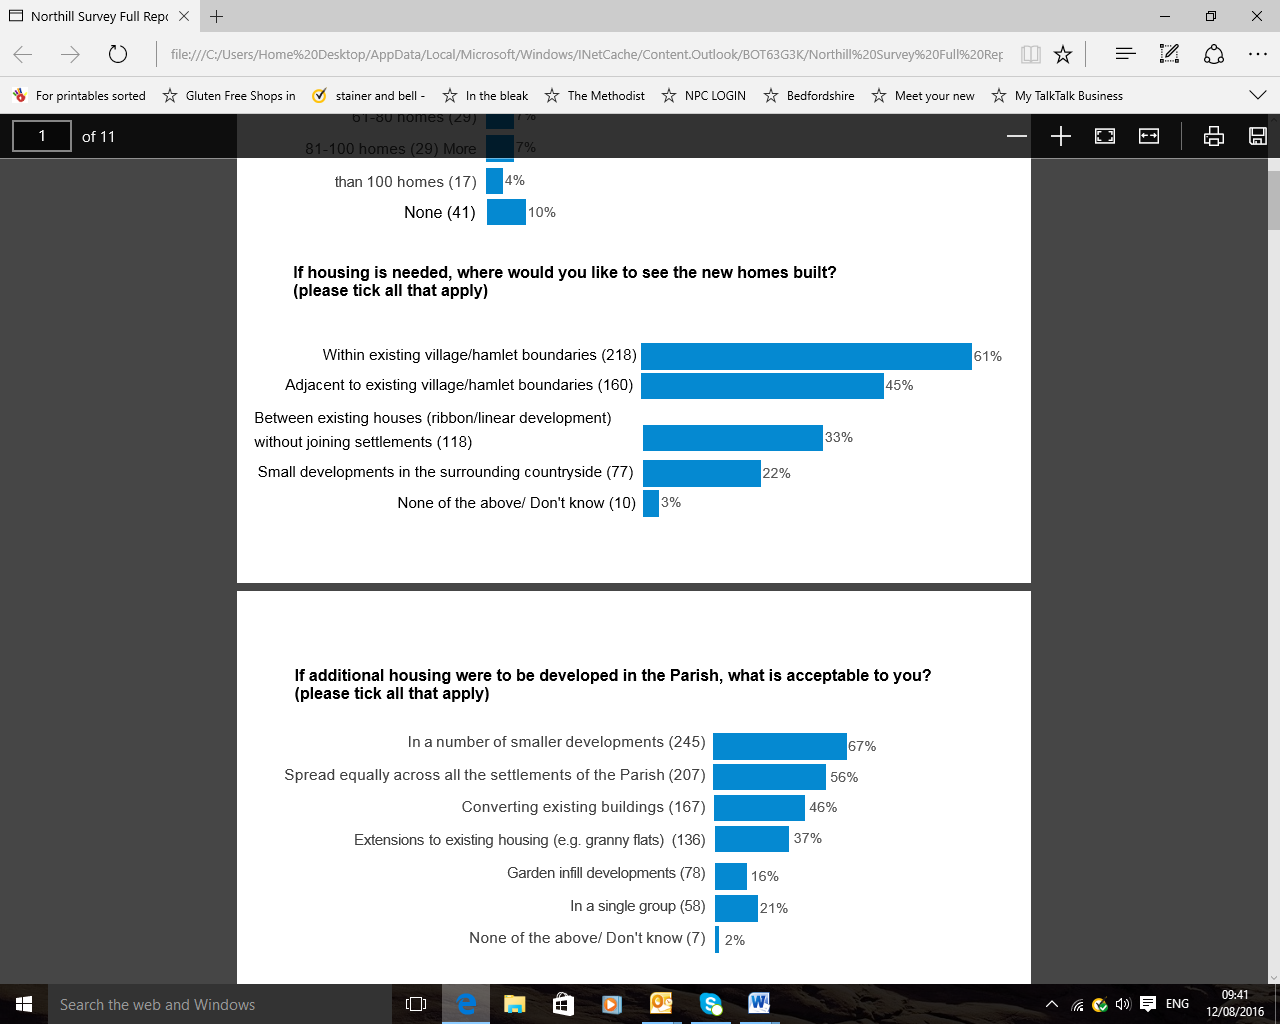 Northill Survey Full Repo
file:///C:/Users/Home%20Desktop/AppData/Local/Microsoft/Windows/INetCache/Content.Outlook/BOT63G3K/Northill%20Survey%20Full%20Rep
For printables sorted Gluten Free Shops in stainer and bell - In the bleak The Methodist NPC LOGIN Bedfordshire Meet your new My TalkTalk Business
1 of 11
61-80 homes (29) 7%
81-100 homes (29) More 7%
than 100 homes (17) 4%
None (41) 10%
If housing is needed, where would you like to see the new homes built?
(please tick all that apply)
Within existing village/hamlet boundaries (218) 61%
Adjacent to existing village/hamlet boundaries (160) 45%
Between existing houses (ribbon/linear development)
without joining settlements (118) 33%
Small developments in the surrounding countryside (77) 22%
None of the above/ Don't know (10) 3%
If additional housing were to be developed in the Parish, what is acceptable to you?
(please tick all that apply)
In a number of smaller developments (245) 67%
Spread equally across all the settlements of the Parish (207) 56%
Converting existing buildings (167) 46%
Extensions to existing housing (e.g. granny flats) (136) 37%
Garden infill developments (78) 16%
In a single group (58) 21%
None of the above/ Don't know (7) 2%
Search the web and Windows
ENG
09:41
12/08/2016